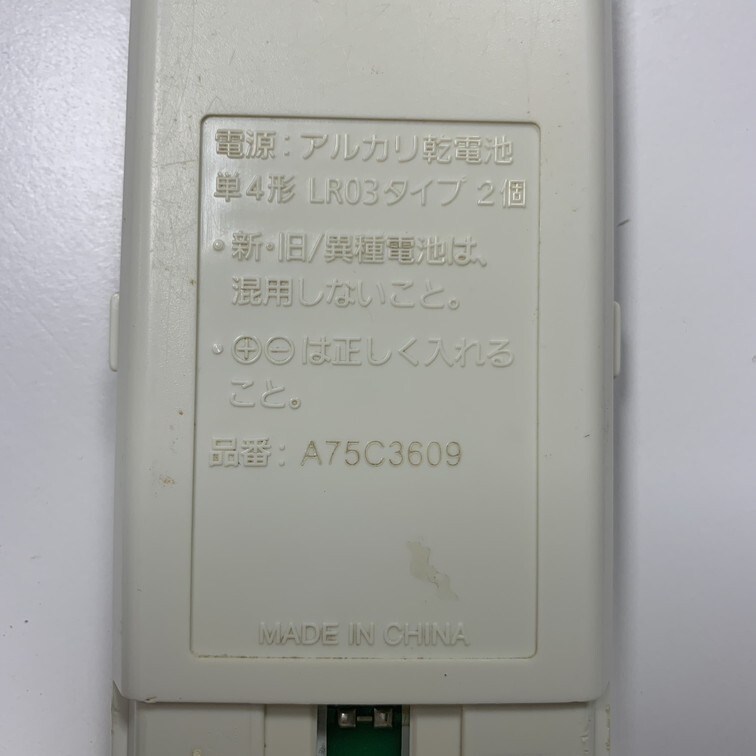 電源：アルカリ乾電池
単4形 LR03タイプ 2個
・新・旧/異種電池は、
混用しないこと。
・⊕⊖は正しく入れる
こと。
品番：A75C3609
MADE IN CHINA